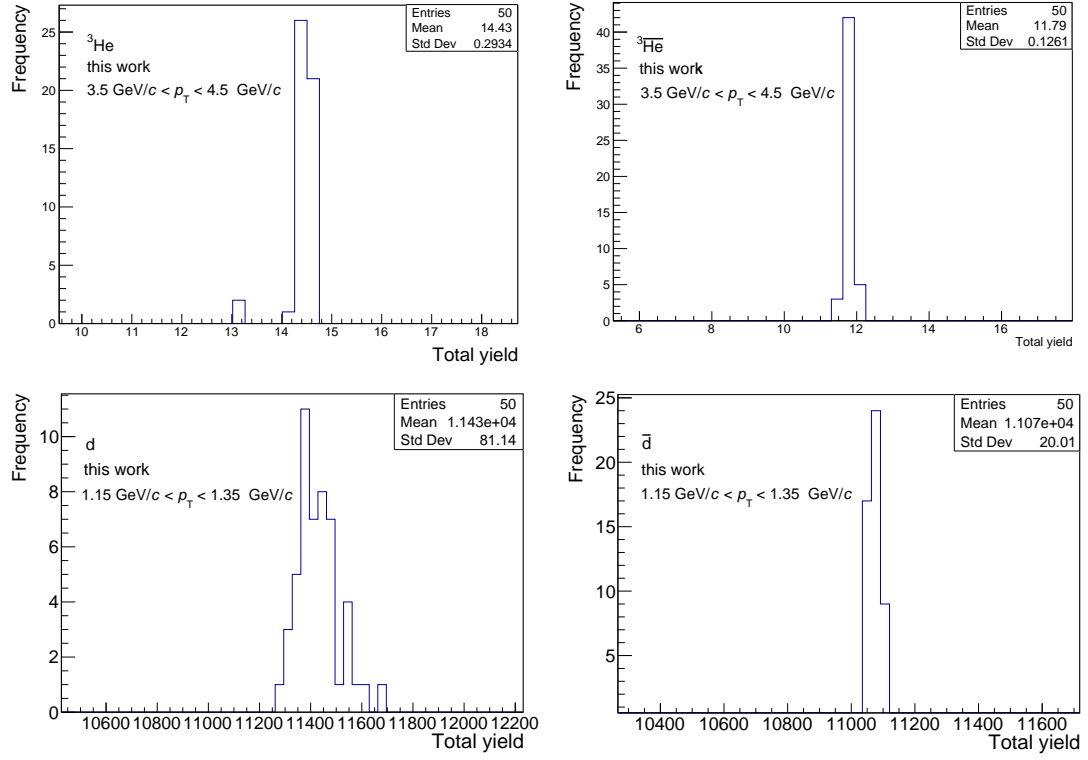 Entries 50
Mean 14.43
Std Dev 0.2934
³He
this work
3.5 GeV/c < p_T < 4.5 GeV/c
Frequency
25
20
15
10
5
0
10 11 12 13 14 15 16 17 18
Total yield
Entries 50
Mean 11.79
Std Dev 0.1261
³H̅e̅
this work
3.5 GeV/c < p_T < 4.5 GeV/c
Frequency
40
35
30
25
20
15
10
5
0
6 8 10 12 14 16
Total yield
Entries 50
Mean 1.143e+04
Std Dev 81.14
d
this work
1.15 GeV/c < p_T < 1.35 GeV/c
Frequency
10
8
6
4
2
0
10600 10800 11000 11200 11400 11600 11800 12000 12200
Total yield
Entries 50
Mean 1.107e+04
Std Dev 20.01
d̅
this work
1.15 GeV/c < p_T < 1.35 GeV/c
Frequency
25
20
15
10
5
10400 10600 10800 11000 11200 11400 11600
Total yield